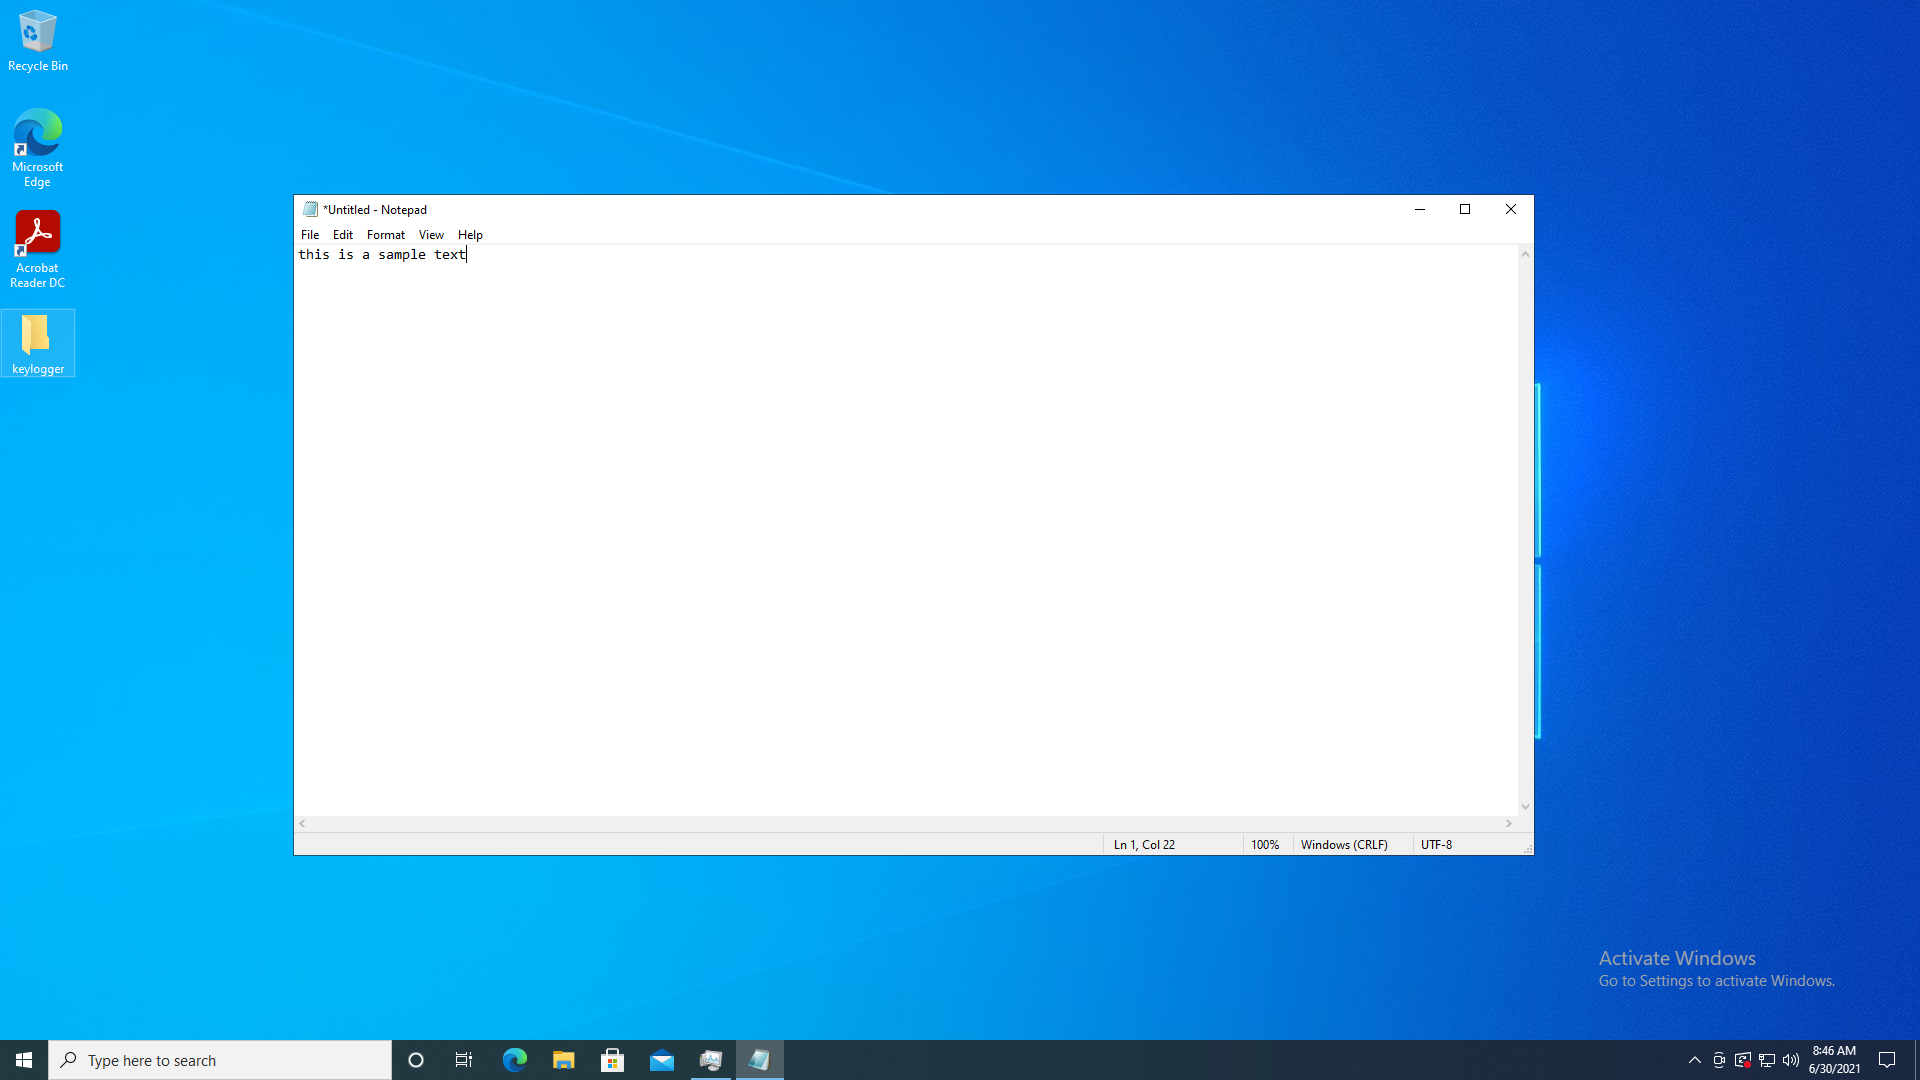 Recycle Bin
Microsoft
Edge
Acrobat
Reader DC
keylogger
*Untitled - Notepad
File Edit Format View Help
this is a sample text
Ln 1, Col 22 100% Windows (CRLF) UTF-8
Activate Windows
Go to Settings to activate Windows.
Type here to search
8:46 AM
6/30/2021